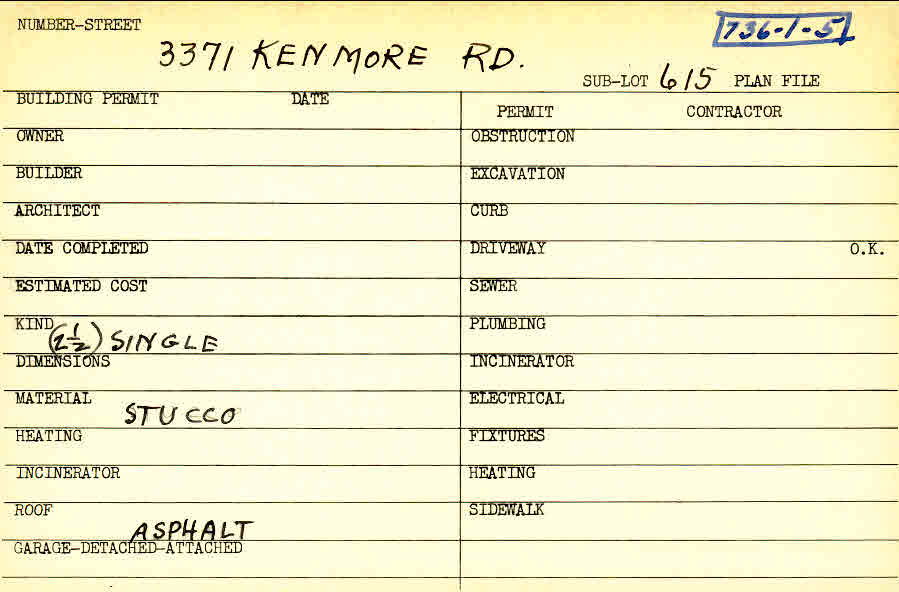 NUMBER-STREET
736-1-5
3371 KENMORE RD.
SUB-LOT 615 PLAN FILE
BUILDING PERMIT DATE
PERMIT CONTRACTOR
OWNER
OBSTRUCTION
BUILDER
EXCAVATION
ARCHITECT
CURB
DATE COMPLETED
DRIVEWAY O.K.
ESTIMATED COST
SEWER
KIND (2½) SINGLE
PLUMBING
DIMENSIONS
INCINERATOR
MATERIAL STUCCO
ELECTRICAL
HEATING
FIXTURES
INCINERATOR
HEATING
ROOF ASPHALT
SIDEWALK
GARAGE-DETACHED-ATTACHED